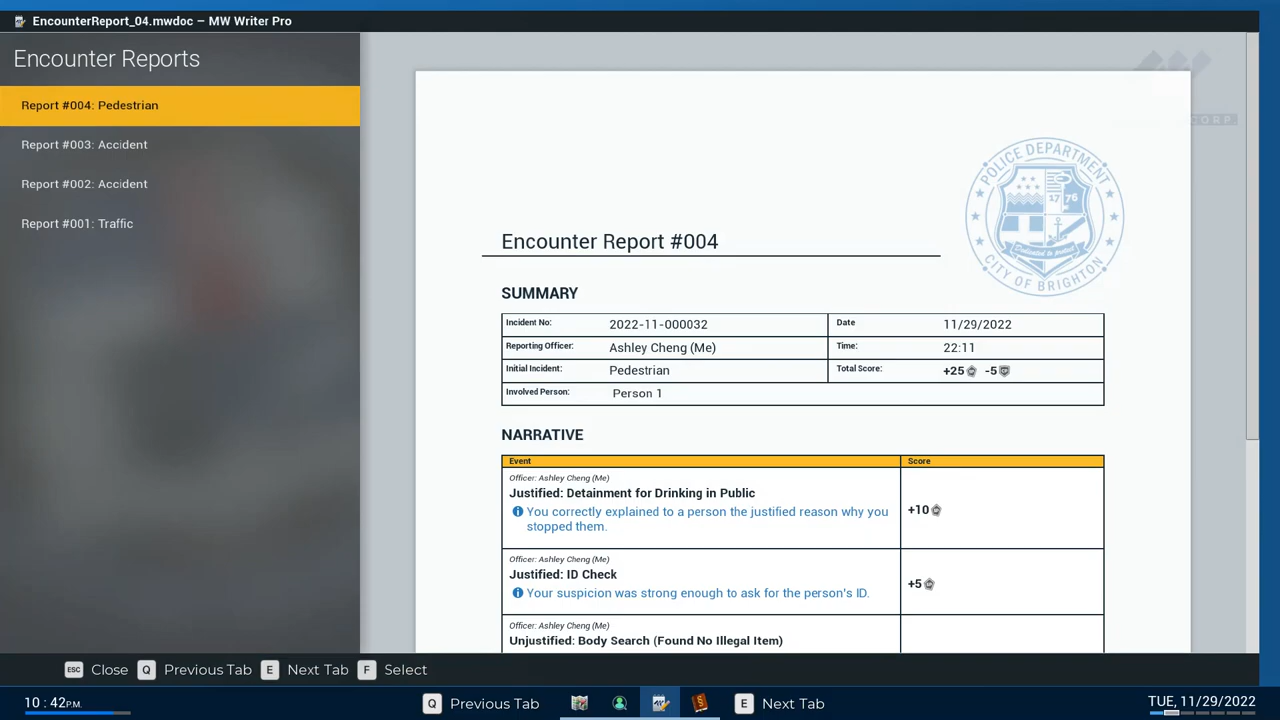 EncounterReport_04.mwdoc – MW Writer Pro
Encounter Reports
Report #004: Pedestrian
Report #003: Accident
Report #002: Accident
Report #001: Traffic
CORP.
POLICE DEPARTMENT
17 76
Dedicated to Protect
CITY OF BRIGHTON
Encounter Report #004
SUMMARY
Incident No: 2022-11-000032 Date 11/29/2022
Reporting Officer: Ashley Cheng (Me) Time: 22:11
Initial Incident: Pedestrian Total Score: +25 -5
Involved Person: Person 1
NARRATIVE
Event Score
Officer: Ashley Cheng (Me)
Justified: Detainment for Drinking in Public
You correctly explained to a person the justified reason why you
stopped them.
+10
Officer: Ashley Cheng (Me)
Justified: ID Check
Your suspicion was strong enough to ask for the person's ID.
+5
Officer: Ashley Cheng (Me)
Unjustified: Body Search (Found No Illegal Item)
ESC Close Q Previous Tab E Next Tab F Select
10 : 42 P.M. Q Previous Tab E Next Tab TUE, 11/29/2022